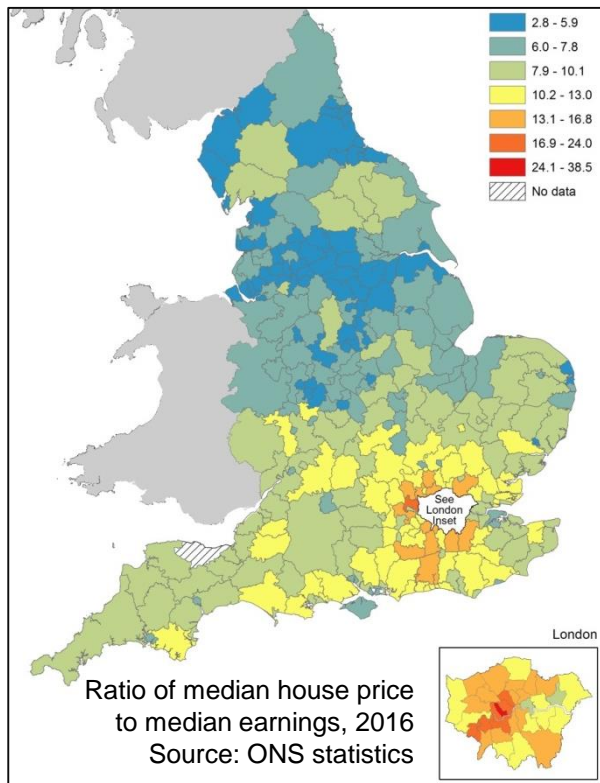 2.8 - 5.9
6.0 - 7.8
7.9 - 10.1
10.2 - 13.0
13.1 - 16.8
16.9 - 24.0
24.1 - 38.5
No data
See
London
Inset
London
Ratio of median house price
to median earnings, 2016
Source: ONS statistics